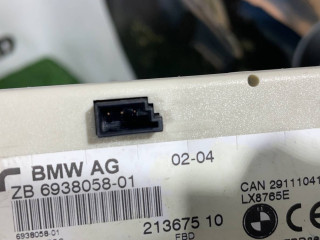 02-04
BMW AG
ZB 6938058-01
CAN 29111041
LX8765E
6938058-01
213675 10
FBD